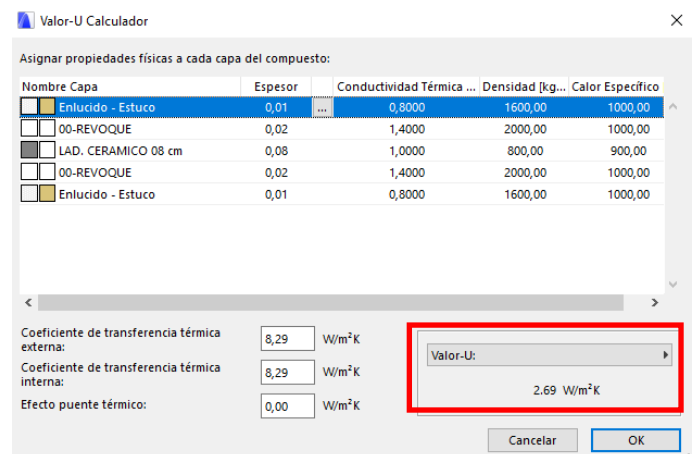 Valor-U Calculador
Asignar propiedades físicas a cada capa del compuesto:
Nombre Capa Espesor Conductividad Térmica ... Densidad [kg... Calor Específico
Enlucido - Estuco 0,01 ... 0,8000 1600,00 1000,00
00-REVOQUE 0,02 1,4000 2000,00 1000,00
LAD. CERAMICO 08 cm 0,08 1,0000 800,00 900,00
00-REVOQUE 0,02 1,4000 2000,00 1000,00
Enlucido - Estuco 0,01 0,8000 1600,00 1000,00
Coeficiente de transferencia térmica
externa: 8,29 W/m²K
Coeficiente de transferencia térmica
interna: 8,29 W/m²K
Efecto puente térmico: 0,00 W/m²K
Valor-U:
2.69 W/m²K
Cancelar OK